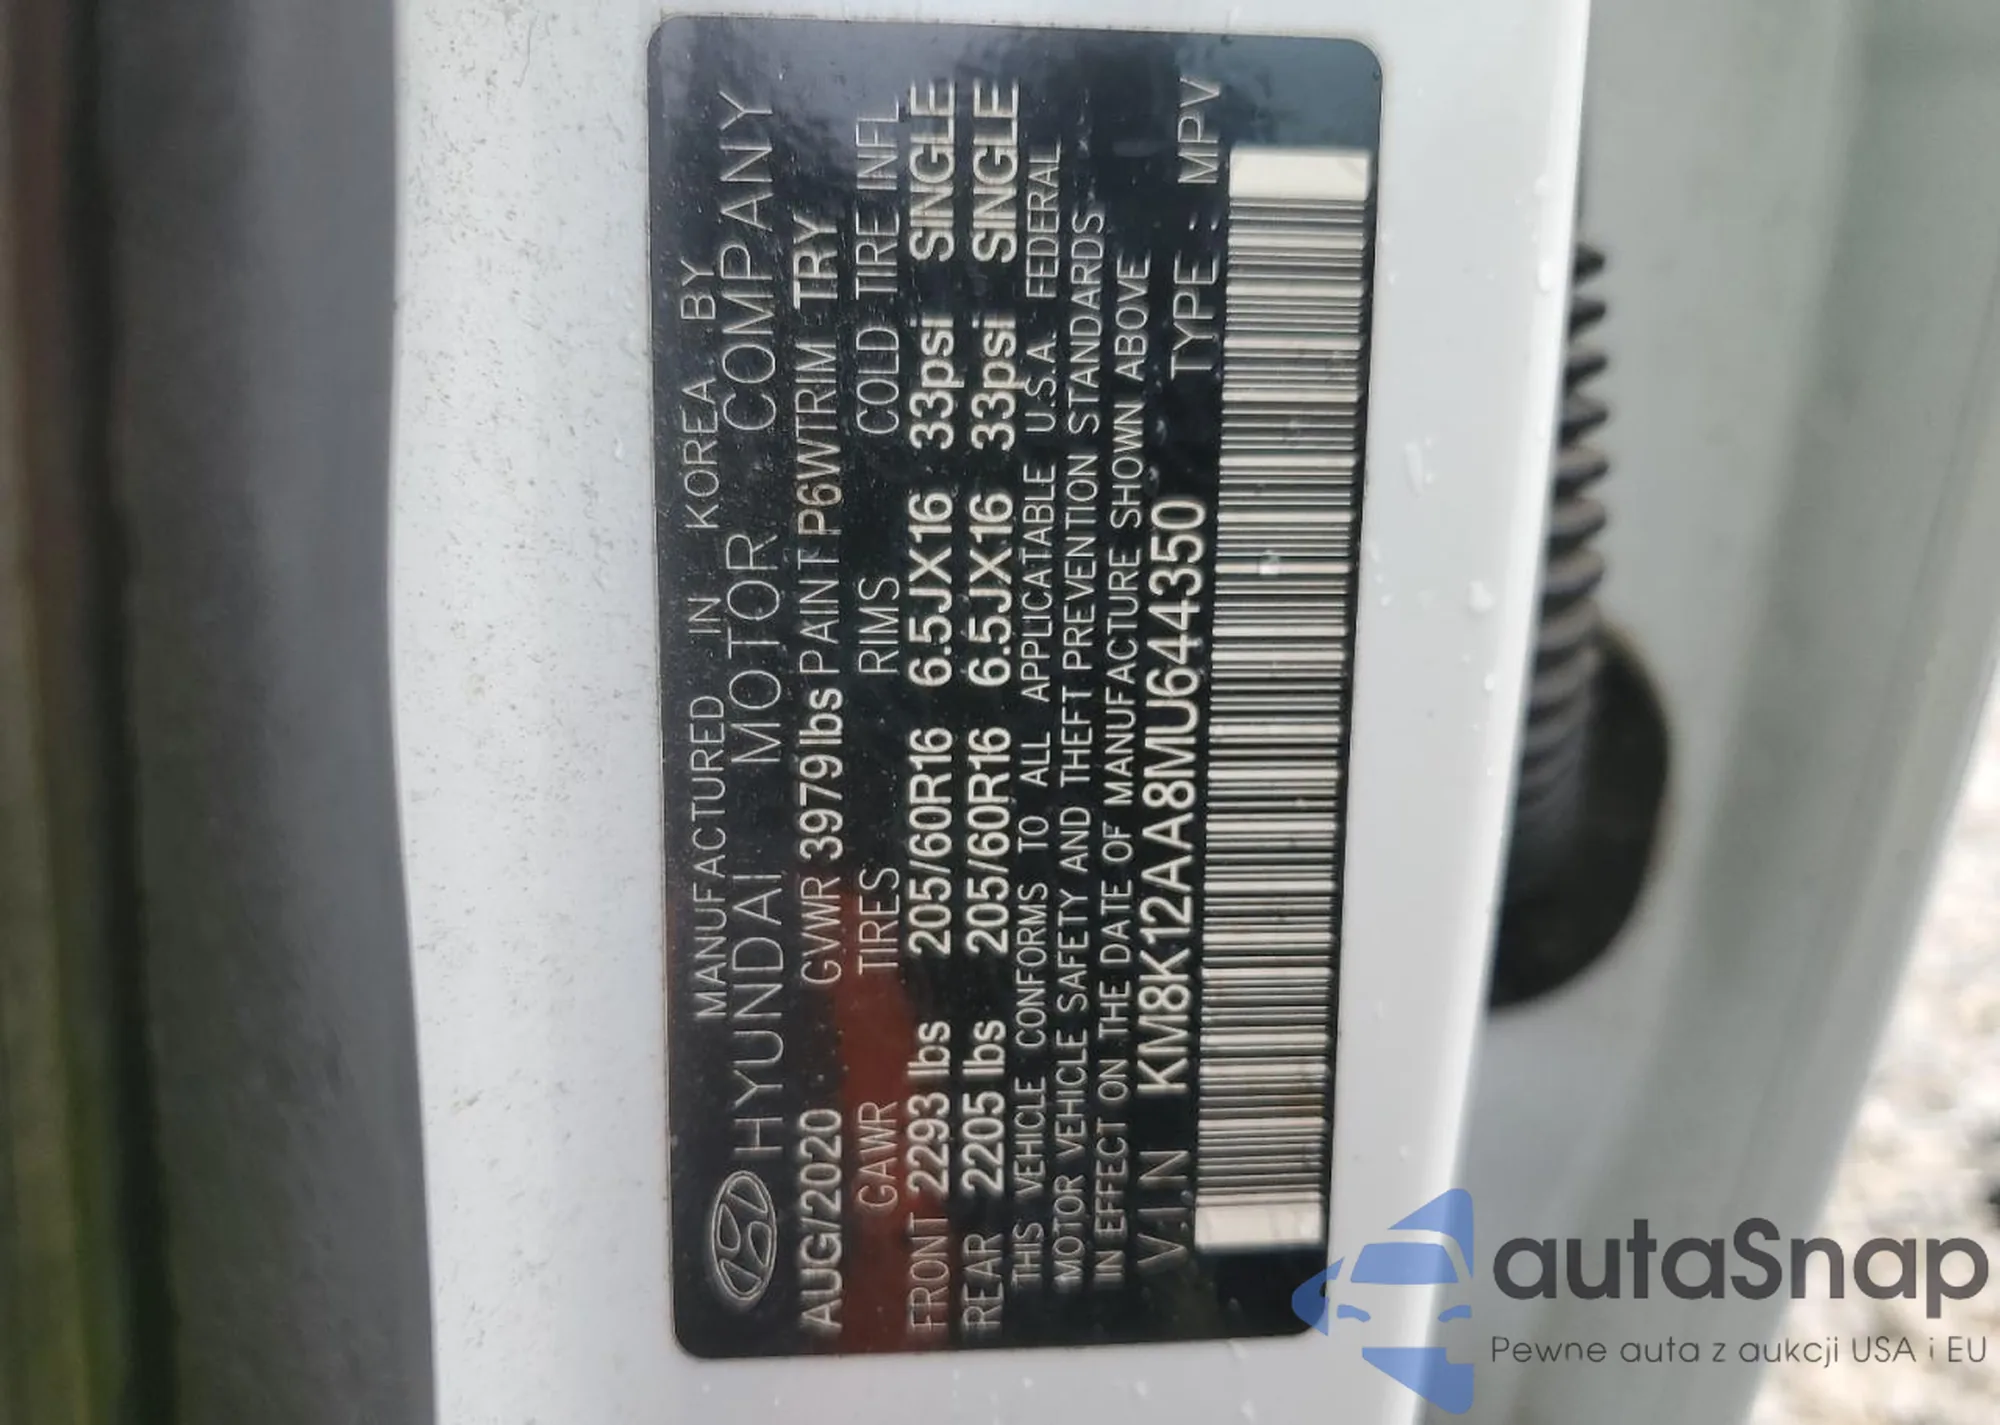 MANUFACTURED IN KOREA BY
HYUNDAI MOTOR COMPANY
AUG/2020 GVWR 3979lbs PAINT P6W TRIM TRY
GAWR TIRES RIMS COLD TIRE INFL
FRONT 2293 lbs 205/60R16 6.5JX16 33psi SINGLE
REAR 2205 lbs 205/60R16 6.5JX16 33psi SINGLE
THIS VEHICLE CONFORMS TO ALL APPLICATABLE U.S.A. FEDERAL
MOTOR VEHICLE SAFETY AND THEFT PREVENTION STANDARDS
IN EFFECT ON THE DATE OF MANUFACTURE SHOWN ABOVE
V.I.N KM8K12AA8MU644350 TYPE : MPV
autaSnap
Pewne auta z aukcji USA i EU